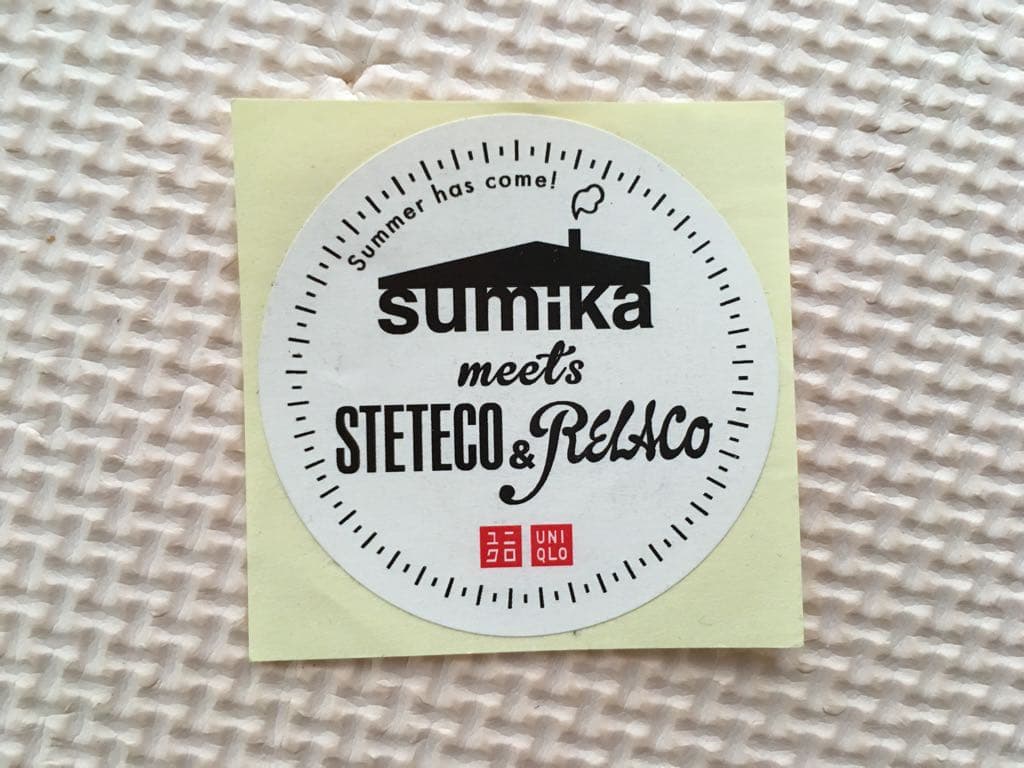 Summer has come!
sumika
meets
STETECO & RELACO
ユニクロ UNIQLO